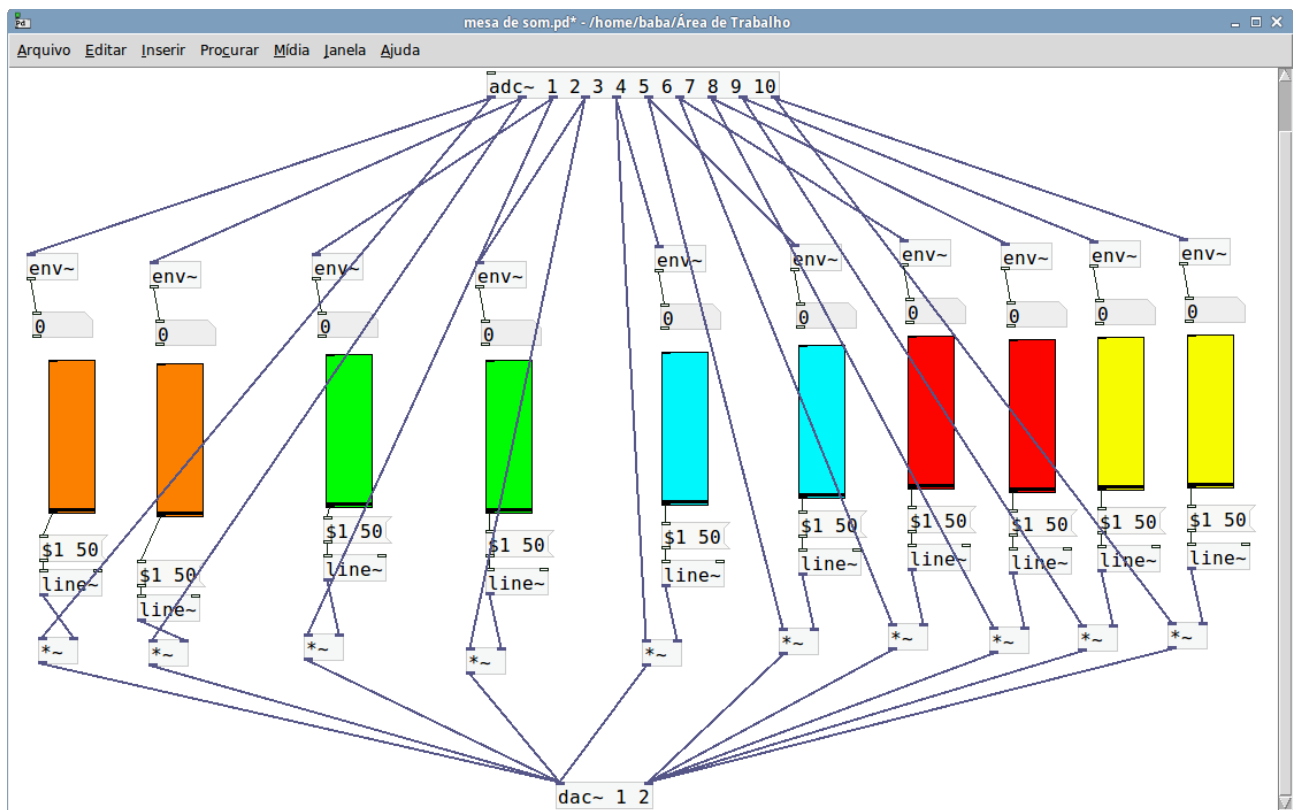 mesa de som.pd* - /home/baba/Área de Trabalho
Arquivo Editar Inserir Procurar Mídia Janela Ajuda
adc~ 1 2 3 4 5 6 7 8 9 10
env~ env~ env~ env~ env~ env~ env~ env~ env~ env~
0 0 0 0 0 0 0 0 0 0
$1 50 $1 50 $1 50 $1 50 $1 50 $1 50 $1 50 $1 50 $1 50 $1 50
line~ line~ line~ line~ line~ line~ line~ line~ line~ line~
*~ *~ *~ *~ *~ *~ *~ *~ *~ *~
dac~ 1 2